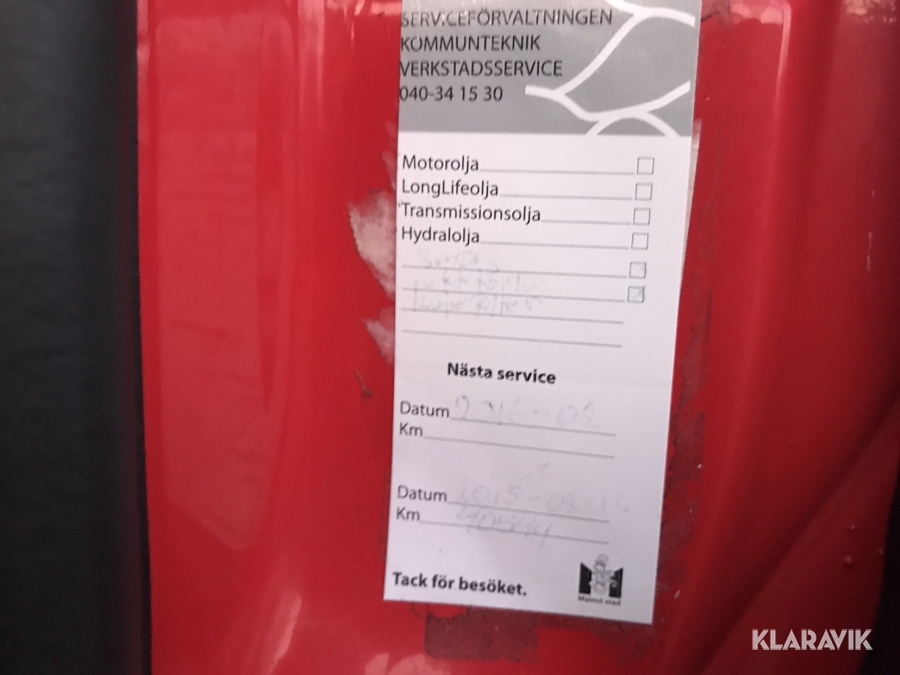 SERVICEFÖRVALTNINGEN
KOMMUNTEKNIK
VERKSTADSSERVICE
040-34 15 30
Motorolja
LongLifeolja
Transmissionsolja
Hydralolja
Nästa service
Datum
Km
Datum 2015
Km
Tack för besöket.
Malmö stad
KLARAVIK